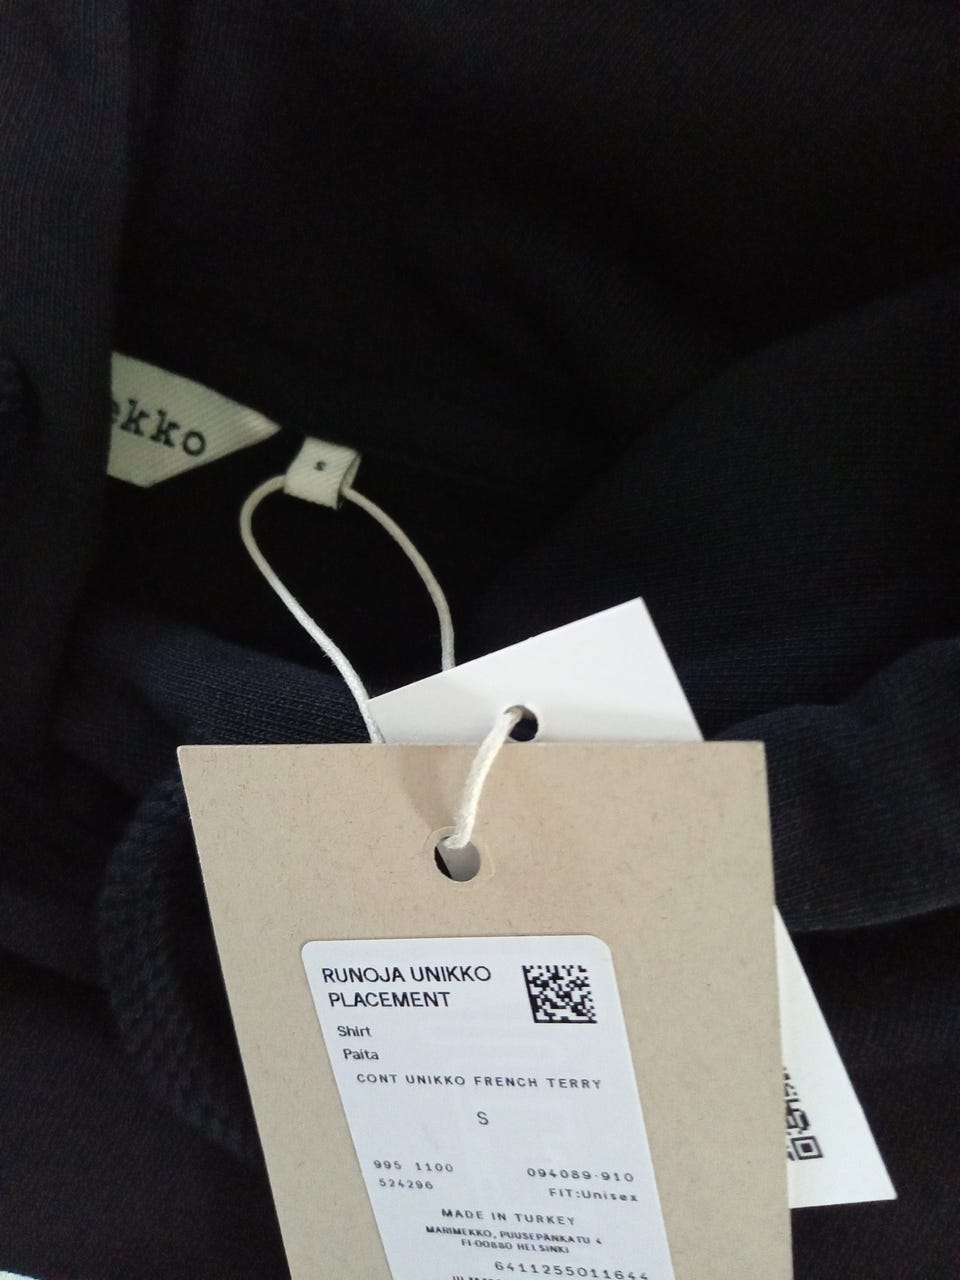 ekko
s
RUNOJA UNIKKO
PLACEMENT
Shirt
Paita
CONT UNIKKO FRENCH TERRY
S
995 1100
094089-910
524296
FIT:Unisex
MADE IN TURKEY
MARIMEKKO, PUUSEPÄNKATU 4
FI-00880 HELSINKI
6411255011644